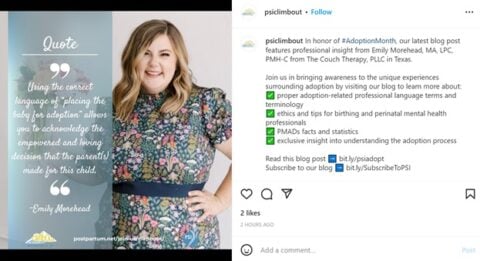 Quote
Using the correct
language of "placing the
baby for adoption" allows
you to acknowledge the
empowered and loving
decision that the parent(s)
made for this child.
-Emily Morehead
psiclimbout • Follow
psiclimbout In honor of #AdoptionMonth, our latest blog post
features professional insight from Emily Morehead, MA, LPC,
PMH-C from The Couch Therapy, PLLC in Texas.
Join us in bringing awareness to the unique experiences
surrounding adoption by visiting our blog to learn more about:
✅ proper adoption-related professional language terms and
terminology
✅ ethics and tips for birthing and perinatal mental health
professionals
✅ PMADs facts and statistics
✅ exclusive insight into understanding the adoption process
Read this blog post ➡️ bit.ly/psiadopt
Subscribe to our blog ➡️ bit.ly/SubscribeToPSI
2 likes
2 HOURS AGO
Add a comment...
Post